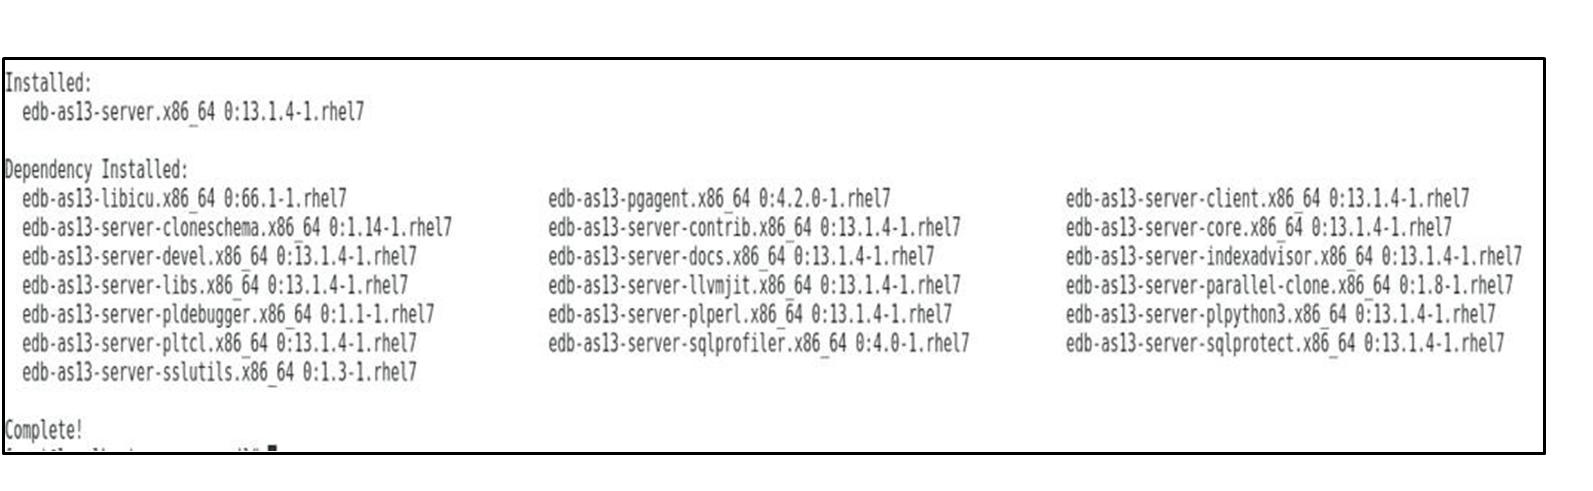 Installed:
edb-as13-server.x86_64 0:13.1.4-1.rhel7
Dependency Installed:
edb-as13-libicu.x86_64 0:66.1-1.rhel7 edb-as13-pgagent.x86_64 0:4.2.0-1.rhel7 edb-as13-server-client.x86_64 0:13.1.4-1.rhel7
edb-as13-server-cloneschema.x86_64 0:1.14-1.rhel7 edb-as13-server-contrib.x86_64 0:13.1.4-1.rhel7 edb-as13-server-core.x86_64 0:13.1.4-1.rhel7
edb-as13-server-devel.x86_64 0:13.1.4-1.rhel7 edb-as13-server-docs.x86_64 0:13.1.4-1.rhel7 edb-as13-server-indexadvisor.x86_64 0:13.1.4-1.rhel7
edb-as13-server-libs.x86_64 0:13.1.4-1.rhel7 edb-as13-server-llvmjit.x86_64 0:13.1.4-1.rhel7 edb-as13-server-parallel-clone.x86_64 0:1.8-1.rhel7
edb-as13-server-pldebugger.x86_64 0:1.1-1.rhel7 edb-as13-server-plperl.x86_64 0:13.1.4-1.rhel7 edb-as13-server-plpython3.x86_64 0:13.1.4-1.rhel7
edb-as13-server-pltcl.x86_64 0:13.1.4-1.rhel7 edb-as13-server-sqlprofiler.x86_64 0:4.0-1.rhel7 edb-as13-server-sqlprotect.x86_64 0:13.1.4-1.rhel7
edb-as13-server-sslutils.x86_64 0:1.3-1.rhel7
Complete!